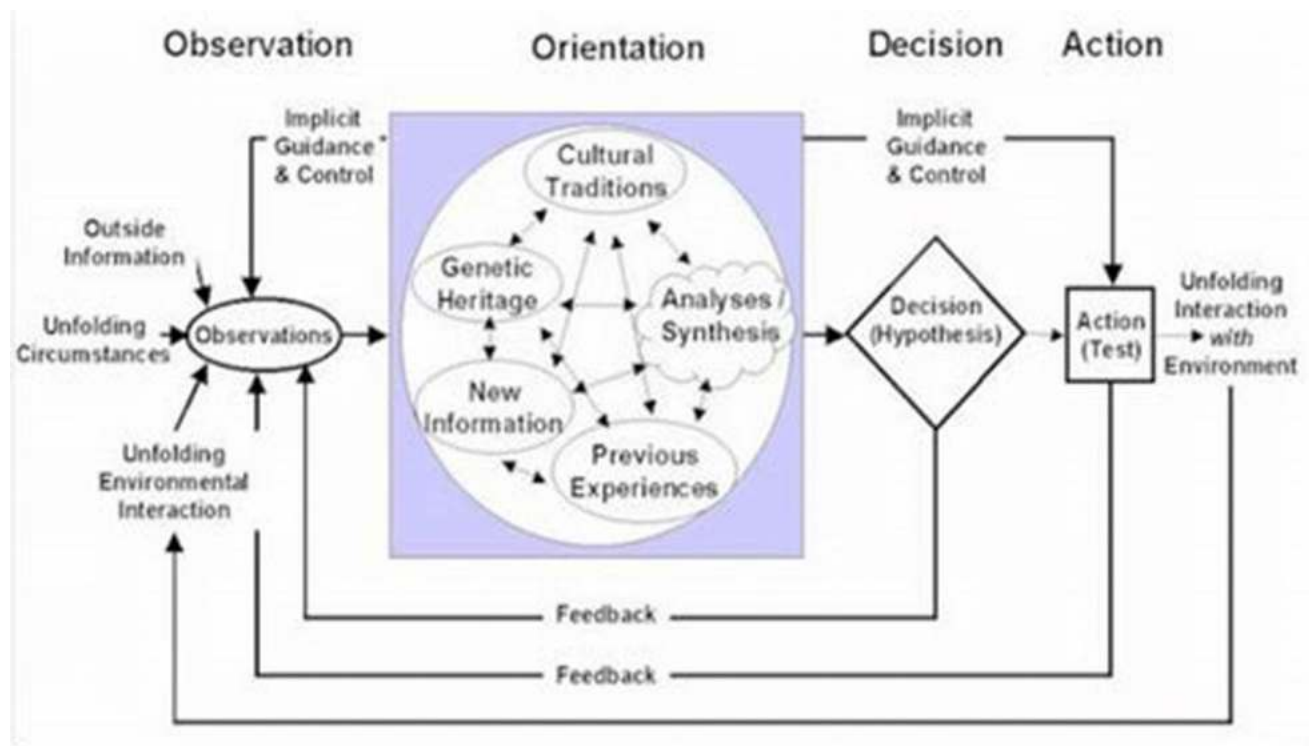 Observation
Orientation
Decision
Action
Implicit
Guidance
& Control
Outside
Information
Unfolding
Circumstances
Observations
Unfolding
Environmental
Interaction
Cultural
Traditions
Genetic
Heritage
Analyses /
Synthesis
New
Information
Previous
Experiences
Implicit
Guidance
& Control
Decision
(Hypothesis)
Action
(Test)
Unfolding
Interaction
with
Environment
Feedback
Feedback